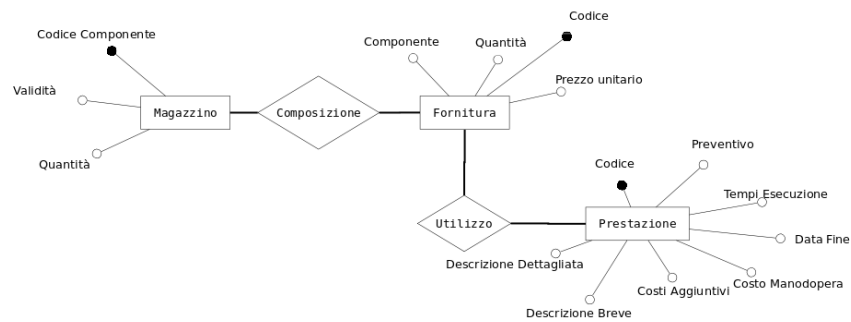 Codice
Codice Componente
Componente
Quantità
Prezzo unitario
Validità
Magazzino
Composizione
Fornitura
Quantità
Preventivo
Codice
Tempi Esecuzione
Utilizzo
Prestazione
Data Fine
Descrizione Dettagliata
Costo Manodopera
Costi Aggiuntivi
Descrizione Breve